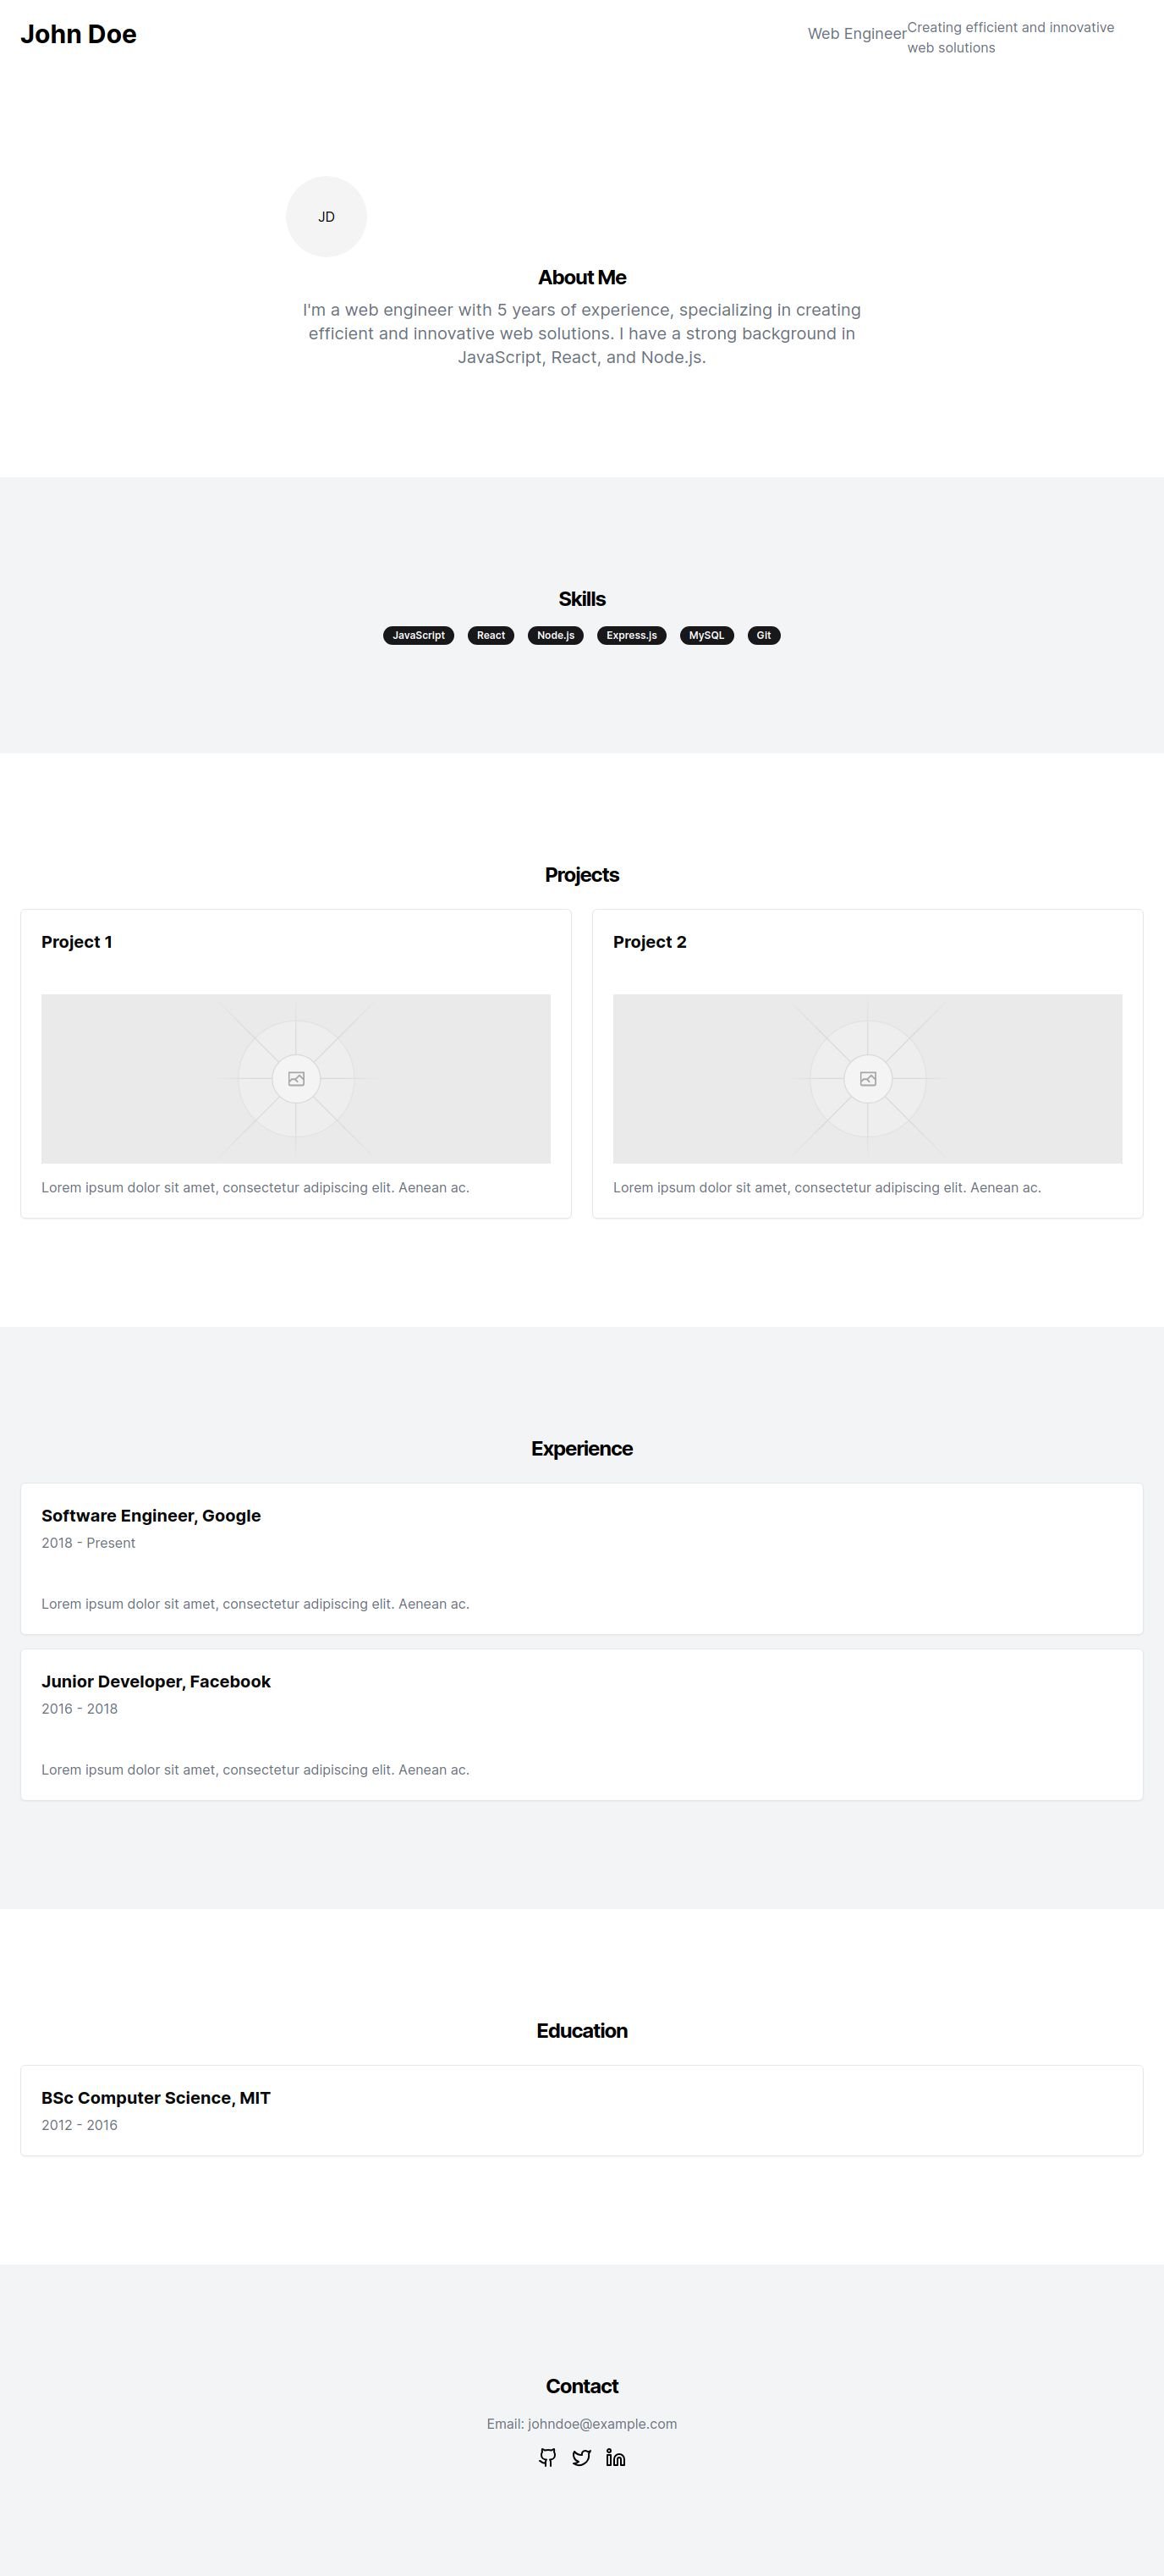 John Doe
Web Engineer
Creating efficient and innovative
web solutions
JD
About Me
I'm a web engineer with 5 years of experience, specializing in creating
efficient and innovative web solutions. I have a strong background in
JavaScript, React, and Node.js.
Skills
JavaScript React Node.js Express.js MySQL Git
Projects
Project 1
Lorem ipsum dolor sit amet, consectetur adipiscing elit. Aenean ac.
Project 2
Lorem ipsum dolor sit amet, consectetur adipiscing elit. Aenean ac.
Experience
Software Engineer, Google
2018 - Present
Lorem ipsum dolor sit amet, consectetur adipiscing elit. Aenean ac.
Junior Developer, Facebook
2016 - 2018
Lorem ipsum dolor sit amet, consectetur adipiscing elit. Aenean ac.
Education
BSc Computer Science, MIT
2012 - 2016
Contact
Email: johndoe@example.com